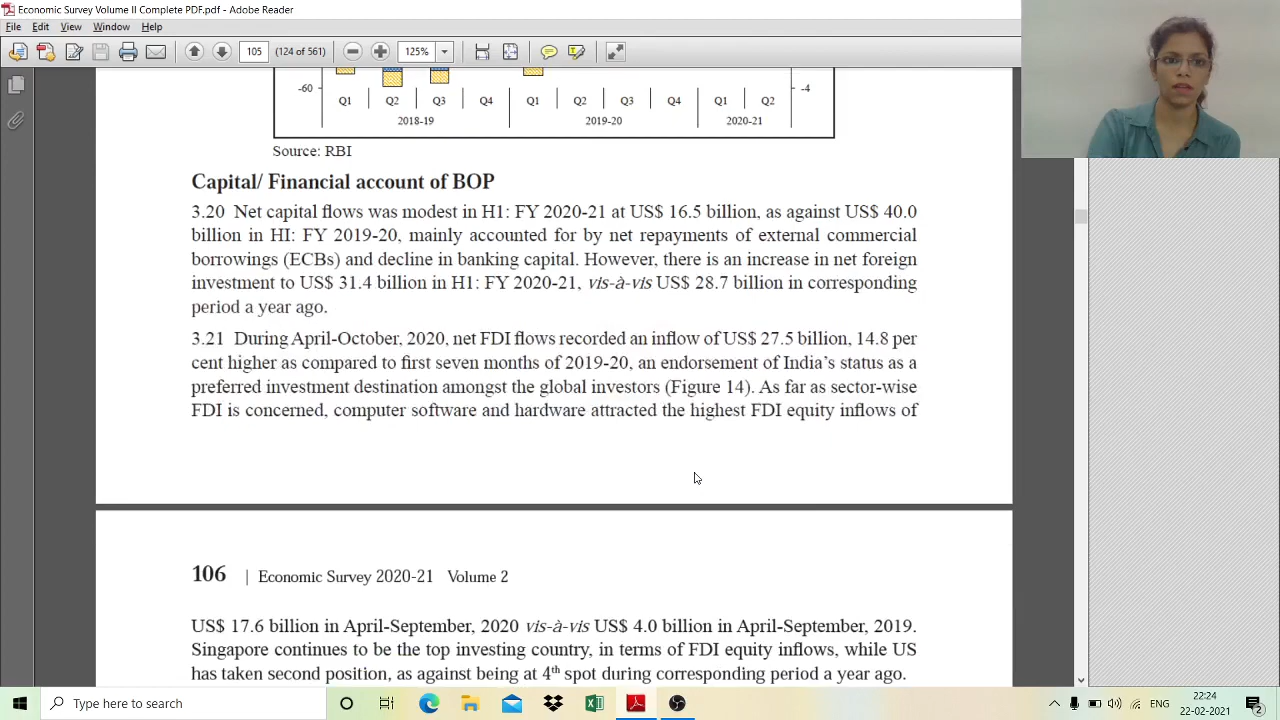 Economic Survey Volume II Complete PDF.pdf - Adobe Reader
File Edit View Window Help
105 (124 of 561) 125%
-60 -4
Q1 Q2 Q3 Q4 Q1 Q2 Q3 Q4 Q1 Q2
2018-19 2019-20 2020-21
Source: RBI
Capital/ Financial account of BOP
3.20 Net capital flows was modest in H1: FY 2020-21 at US$ 16.5 billion, as against US$ 40.0
billion in HI: FY 2019-20, mainly accounted for by net repayments of external commercial
borrowings (ECBs) and decline in banking capital. However, there is an increase in net foreign
investment to US$ 31.4 billion in H1: FY 2020-21, vis-à-vis US$ 28.7 billion in corresponding
period a year ago.
3.21 During April-October, 2020, net FDI flows recorded an inflow of US$ 27.5 billion, 14.8 per
cent higher as compared to first seven months of 2019-20, an endorsement of India’s status as a
preferred investment destination amongst the global investors (Figure 14). As far as sector-wise
FDI is concerned, computer software and hardware attracted the highest FDI equity inflows of
106 | Economic Survey 2020-21 Volume 2
US$ 17.6 billion in April-September, 2020 vis-à-vis US$ 4.0 billion in April-September, 2019.
Singapore continues to be the top investing country, in terms of FDI equity inflows, while US
has taken second position, as against being at 4th spot during corresponding period a year ago.
Type here to search
ENG
22:24
22-02-2021
2